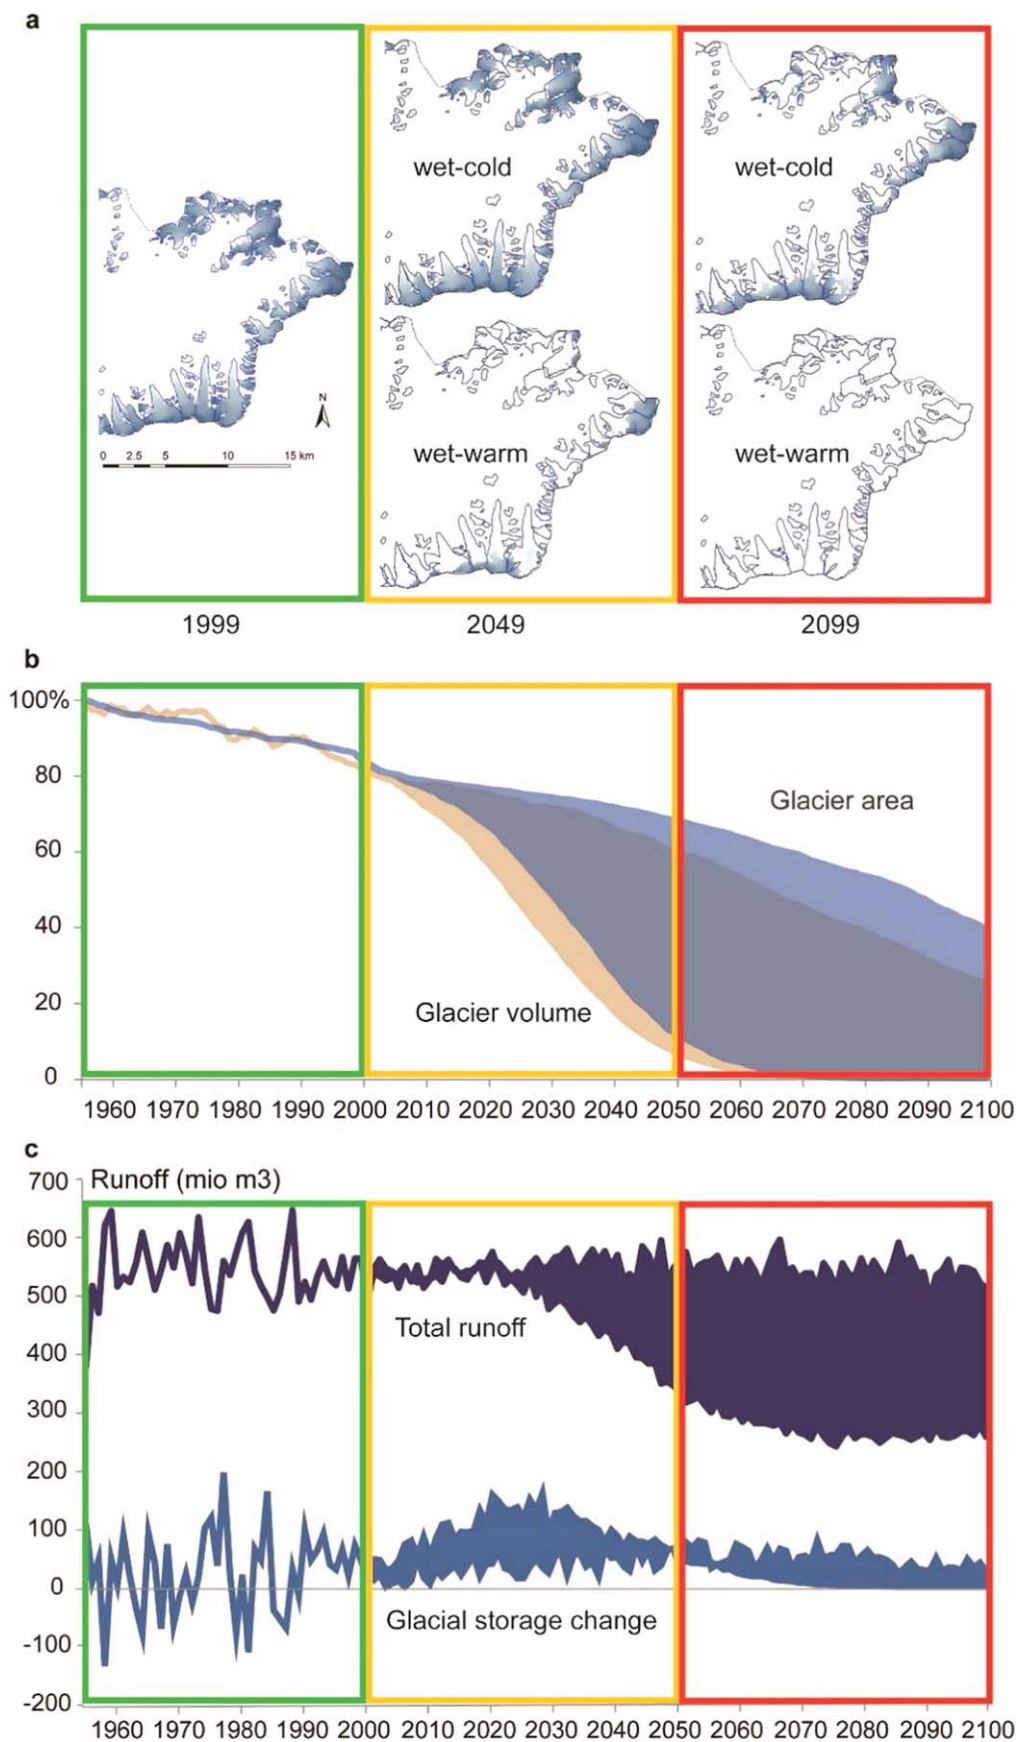 a
wet-cold
wet-cold
N
wet-warm
wet-warm
0 2.5 5 10 15 km
1999
2049
2099
b
100%
Glacier area
80
60
40
20
Glacier volume
0
1960 1970 1980 1990 2000 2010 2020 2030 2040 2050 2060 2070 2080 2090 2100
c
700
Runoff (mio m3)
600
500
Total runoff
400
300
200
100
0
Glacial storage change
-100
-200
1960 1970 1980 1990 2000 2010 2020 2030 2040 2050 2060 2070 2080 2090 2100